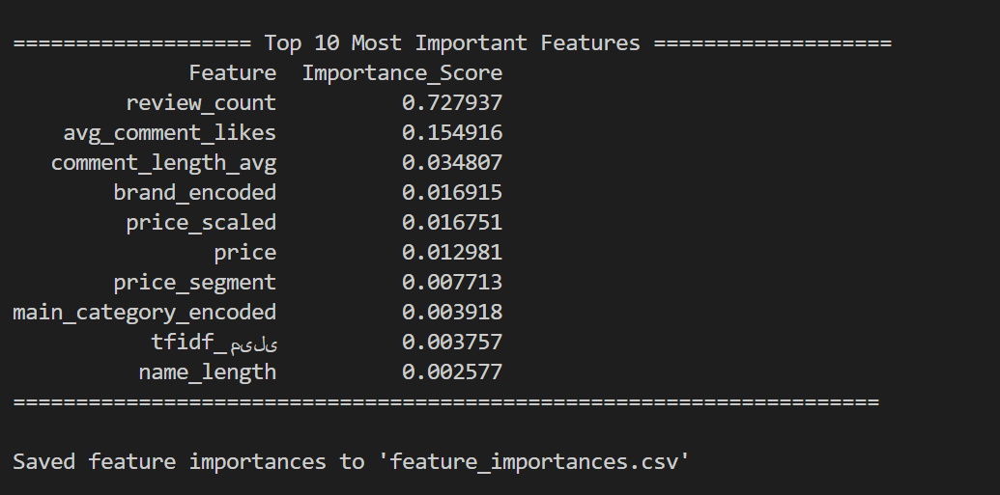 =================== Top 10 Most Important Features ===================
Feature Importance_Score
review_count 0.727937
avg_comment_likes 0.154916
comment_length_avg 0.034807
brand_encoded 0.016915
price_scaled 0.016751
price 0.012981
price_segment 0.007713
main_category_encoded 0.003918
tfidf_میلی 0.003757
name_length 0.002577
=====================================================================
Saved feature importances to 'feature_importances.csv'